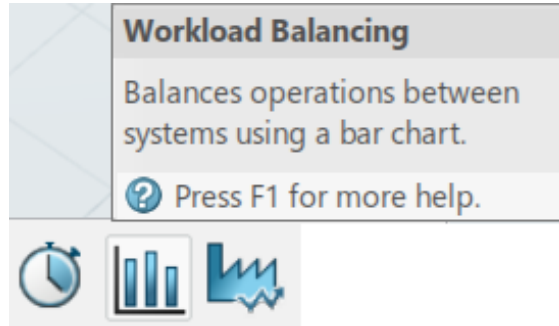 Workload Balancing
Balances operations between
systems using a bar chart.
Press F1 for more help.